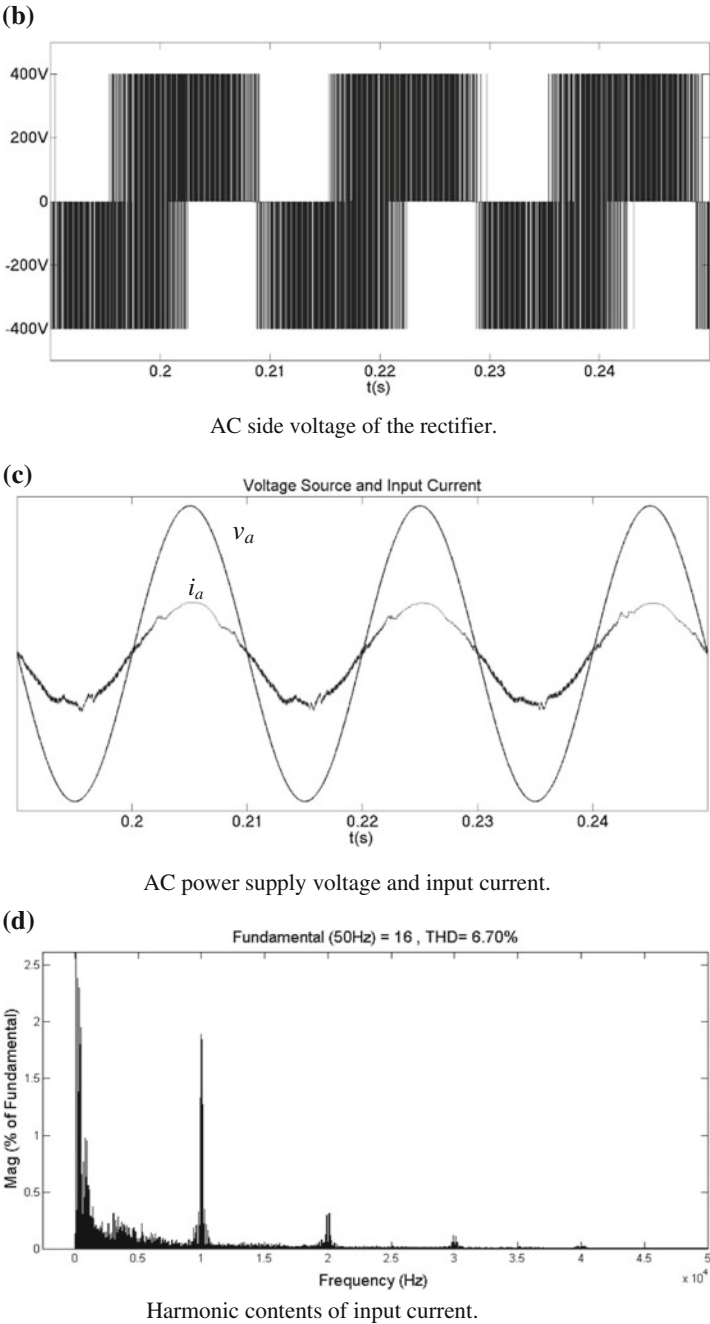 (b)
400V
200V
0
-200V
-400V
0.2 0.21 0.22 0.23 0.24
t(s)
AC side voltage of the rectifier.
(c)
Voltage Source and Input Current
va
ia
0.2 0.21 0.22 0.23 0.24
t(s)
AC power supply voltage and input current.
(d)
Fundamental (50Hz) = 16 , THD= 6.70%
Mag (% of Fundamental)
2.5
2
1.5
1
0.5
0
0 0.5 1 1.5 2 2.5 3 3.5 4 4.5 5
Frequency (Hz)
x 10^4
Harmonic contents of input current.